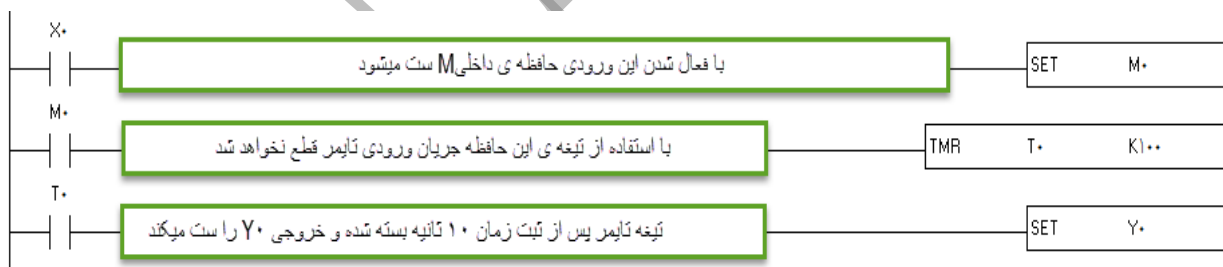 X۰
با فعال شدن این ورودی حافظه ی داخلیM ست میشود
SET M۰
M۰
با استفاده از تیغه ی این حافظه جریان ورودی تایمر قطع نخواهد شد
TMR T۰ K۱۰۰
T۰
تیغه تایمر پس از ثبت زمان ۱۰ ثانیه بسته شده و خروجی Y۰ را ست میکند
SET Y۰